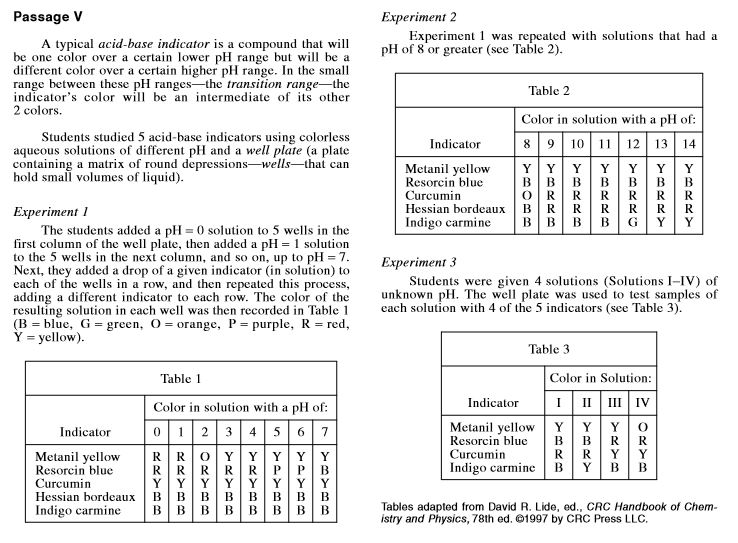 Passage V
A typical acid-base indicator is a compound that will
be one color over a certain lower pH range but will be a
different color over a certain higher pH range. In the small
range between these pH ranges—the transition range—the
indicator's color will be an intermediate of its other
2 colors.
Students studied 5 acid-base indicators using colorless
aqueous solutions of different pH and a well plate (a plate
containing a matrix of round depressions—wells—that can
hold small volumes of liquid).
Experiment 1
The students added a pH = 0 solution to 5 wells in the
first column of the well plate, then added a pH = 1 solution
to the 5 wells in the next column, and so on, up to pH = 7.
Next, they added a drop of a given indicator (in solution) to
each of the wells in a row, and then repeated this process,
adding a different indicator to each row. The color of the
resulting solution in each well was then recorded in Table 1
(B = blue, G = green, O = orange, P = purple, R = red,
Y = yellow).
Table 1
Color in solution with a pH of:
Indicator 0 1 2 3 4 5 6 7
Metanil yellow R R O Y Y Y Y Y
Resorcin blue R R R R R P P B
Curcumin Y Y Y Y Y Y Y Y
Hessian bordeaux B B B B B B B B
Indigo carmine B B B B B B B B
Experiment 2
Experiment 1 was repeated with solutions that had a
pH of 8 or greater (see Table 2).
Table 2
Color in solution with a pH of:
Indicator 8 9 10 11 12 13 14
Metanil yellow Y Y Y Y Y Y Y
Resorcin blue B B B B B B B
Curcumin O R R R R R R
Hessian bordeaux B R R R R R R
Indigo carmine B B B B G Y Y
Experiment 3
Students were given 4 solutions (Solutions I–IV) of
unknown pH. The well plate was used to test samples of
each solution with 4 of the 5 indicators (see Table 3).
Table 3
Color in Solution:
Indicator I II III IV
Metanil yellow Y Y Y O
Resorcin blue B B R R
Curcumin R R Y Y
Indigo carmine B Y B B
Tables adapted from David R. Lide, ed., CRC Handbook of Chem-
istry and Physics, 78th ed. ©1997 by CRC Press LLC.